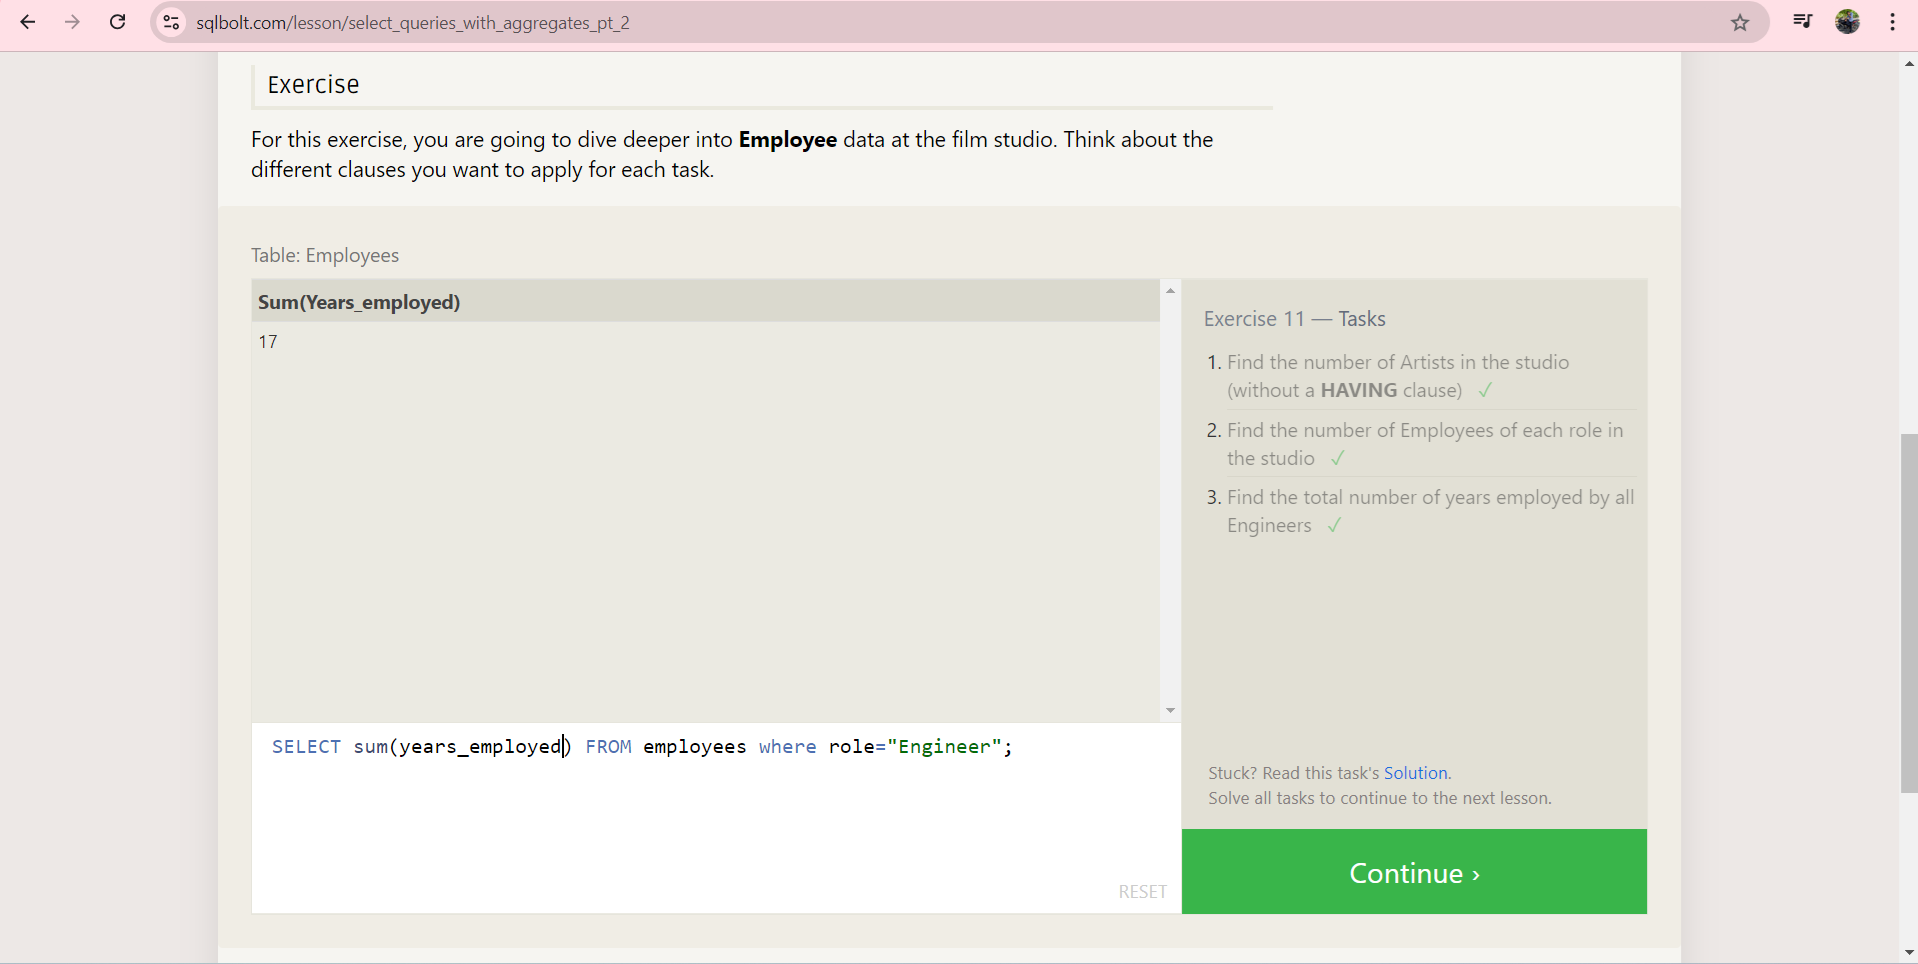 sqlbolt.com/lesson/select_queries_with_aggregates_pt_2
Exercise
For this exercise, you are going to dive deeper into Employee data at the film studio. Think about the
different clauses you want to apply for each task.
Table: Employees
Sum(Years_employed)
17
SELECT sum(years_employed) FROM employees where role="Engineer";
RESET
Exercise 11 — Tasks
1. Find the number of Artists in the studio
(without a HAVING clause) ✓
2. Find the number of Employees of each role in
the studio ✓
3. Find the total number of years employed by all
Engineers ✓
Stuck? Read this task's Solution.
Solve all tasks to continue to the next lesson.
Continue ›